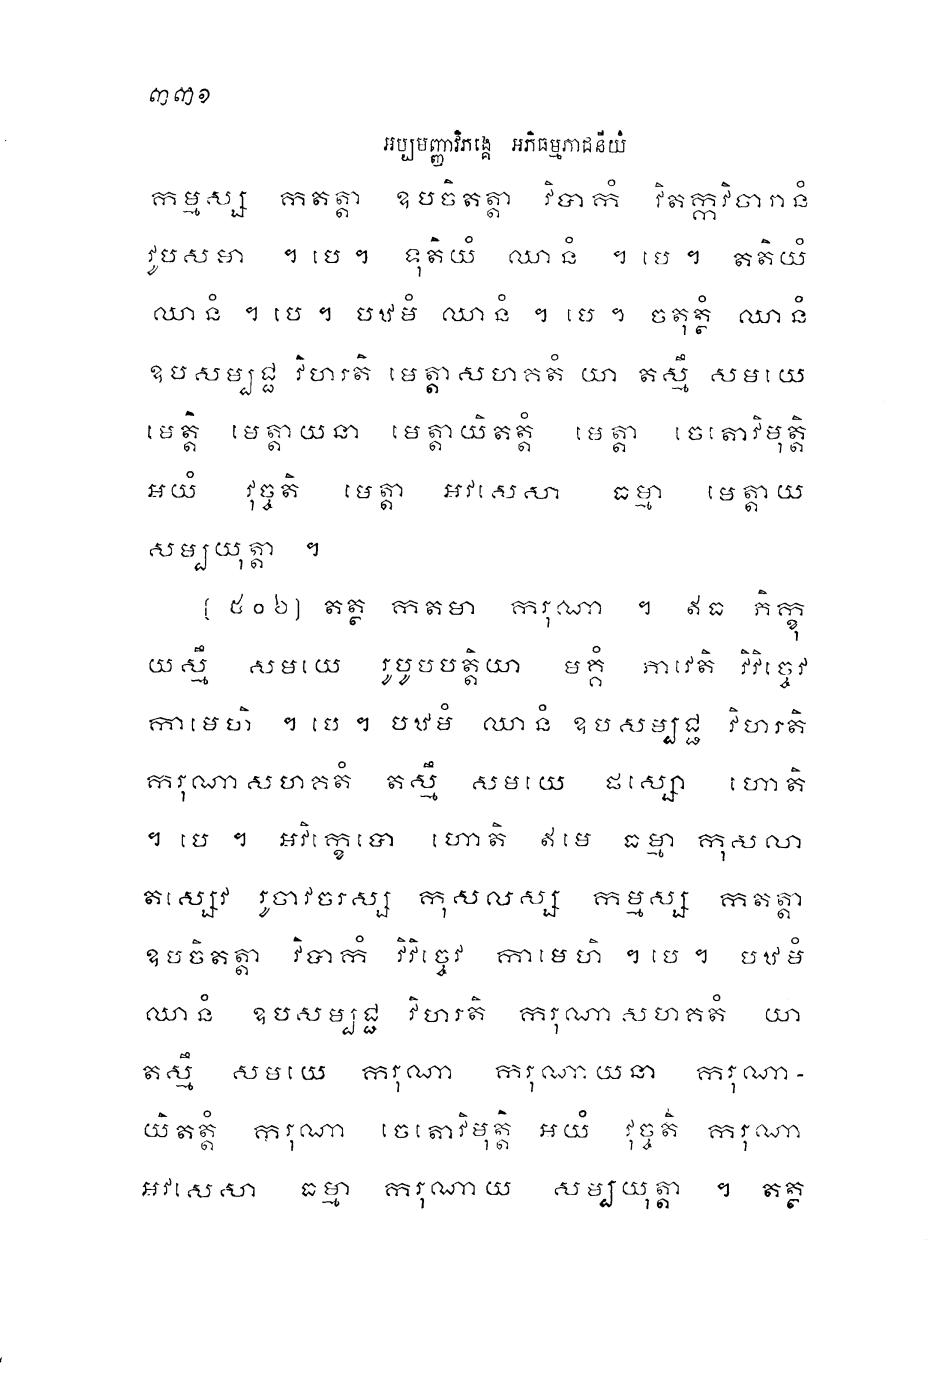 ៣៣១
អប្បមញ្ញាវិភង្គេ អភិធម្មភាជនីយំ
កម្មស្ស កតត្តា ឧបចិតត្តា វិបាកំ វិតក្កវិចារានំ
វូបសមា ។ បេ ។ ទុតិយំ ឈានំ ។ បេ ។ តតិយំ
ឈានំ ។ បេ ។ បឋមំ ឈានំ ។ បេ ។ ចតុត្ថំ ឈានំ
ឧបសម្បជ្ជ វិហរតិ មេត្តាសហគតំ យា តស្មឹ សមយេ
មេត្តិ មេត្តាយនា មេត្តាយិតត្តំ មេត្តា ចេតោវិមុត្តិ
អយំ វុច្ចតិ មេត្តា អវសេសា ធម្មា មេត្តាយ
សម្បយុត្តា ។
[៥០៦] តត្ថ កតមា ករុណា ។ ឥធ ភិក្ខុ
យស្មឹ សមយេ រូបូបបត្តិយា មគ្គំ ភាវេតិ វិវិច្ចេវ
កាមេហិ ។ បេ ។ បឋមំ ឈានំ ឧបសម្បជ្ជ វិហរតិ
ករុណាសហគតំ តស្មឹ សមយេ ផស្សោ ហោតិ
។ បេ ។ អវិក្ខេបោ ហោតិ ឥមេ ធម្មា កុសលា
តស្សេវ រូបាវចរស្ស កុសលស្ស កម្មស្ស កតត្តា
ឧបចិតត្តា វិបាកំ វិវិច្ចេវ កាមេហិ ។ បេ ។ បឋមំ
ឈានំ ឧបសម្បជ្ជ វិហរតិ ករុណាសហគតំ យា
តស្មឹ សមយេ ករុណា ករុណាយនា ករុណា-
យិតត្តំ ករុណា ចេតោវិមុត្តិ អយំ វុច្ចតិ ករុណា
អវសេសា ធម្មា ករុណាយ សម្បយុត្តា ។ តត្ថ